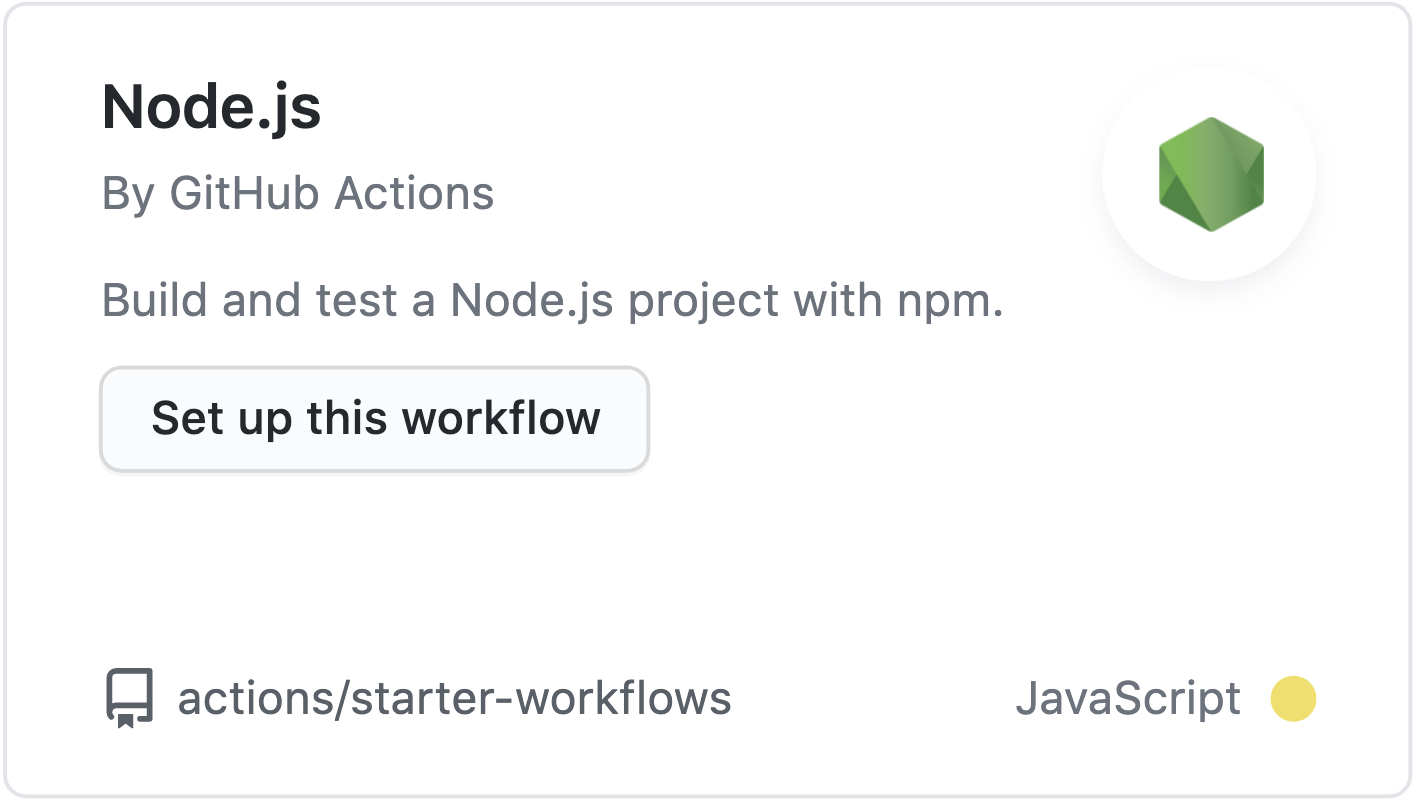 Node.js
By GitHub Actions
Build and test a Node.js project with npm.
Set up this workflow
actions/starter-workflows
JavaScript